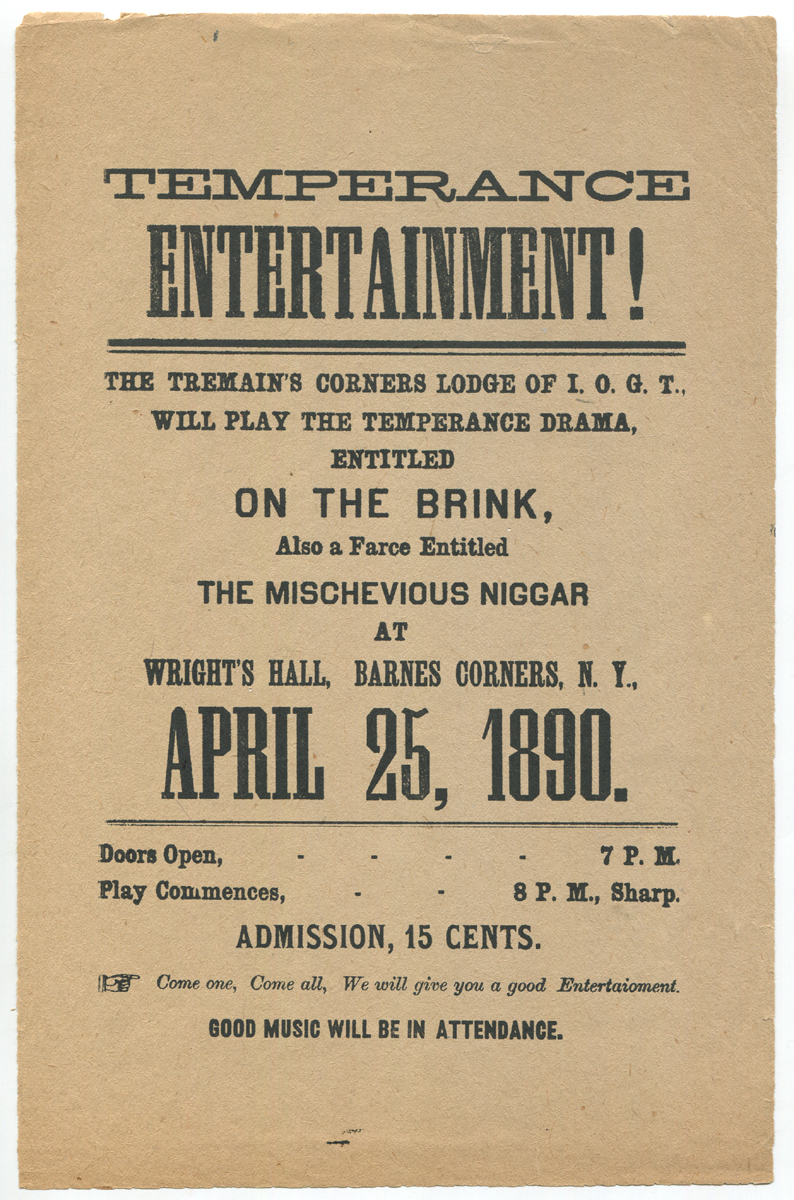 TEMPERANCE
ENTERTAINMENT!
THE TREMAIN'S CORNERS LODGE OF I. O. G. T.,
WILL PLAY THE TEMPERANCE DRAMA,
ENTITLED
ON THE BRINK,
Also a Farce Entitled
THE MISCHEVIOUS NIGGAR
AT
WRIGHT'S HALL, BARNES CORNERS, N. Y.,
APRIL 25, 1890.
Doors Open, - - - - 7 P. M.
Play Commences, - - 8 P. M., Sharp.
ADMISSION, 15 CENTS.
☞ Come one, Come all, We will give you a good Entertaioment.
GOOD MUSIC WILL BE IN ATTENDANCE.